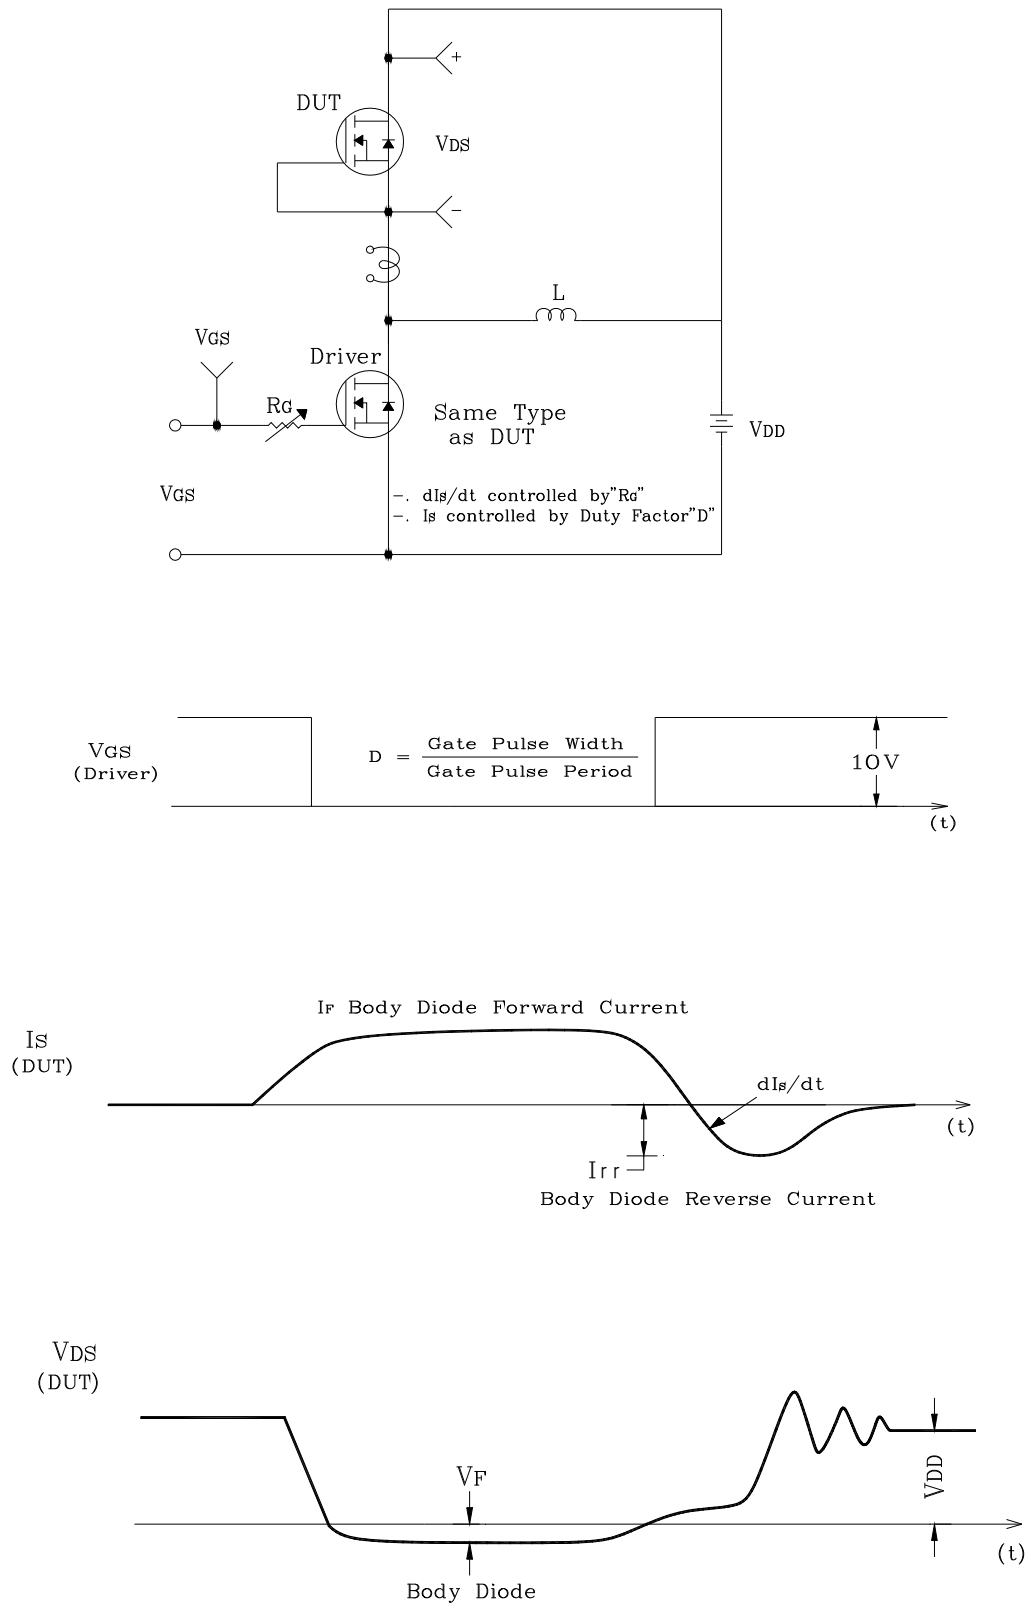 +
DUT
VDS
−
L
VGS
Driver
RG
Same Type
as DUT
VDD
VGS
−. dIs/dt controlled by"RG"
−. Is controlled by Duty Factor"D"
VGS
(Driver)
D = Gate Pulse Width
Gate Pulse Period
10V
(t)
IF Body Diode Forward Current
IS
(DUT)
dIs/dt
(t)
Irr
Body Diode Reverse Current
VDS
(DUT)
VF
VDD
(t)
Body Diode